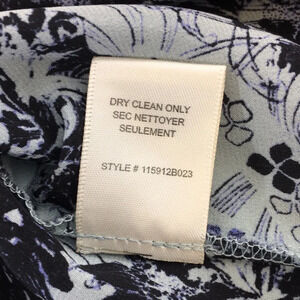 DRY CLEAN ONLY
SEC NETTOYER
SEULEMENT
STYLE # 115912B023